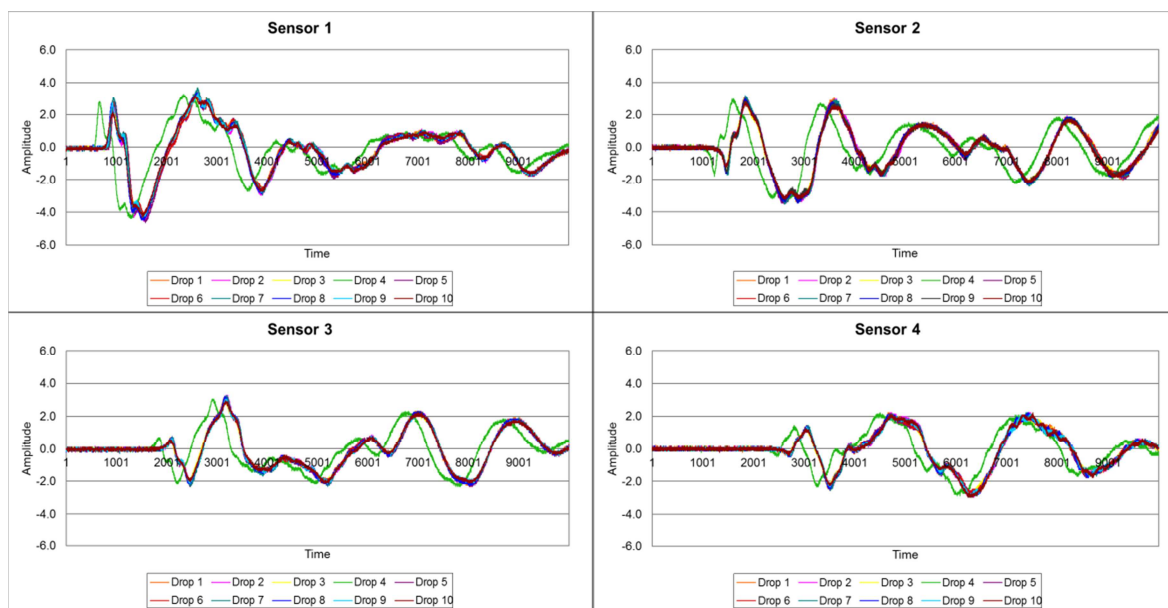 Sensor 1
6.0
4.0
2.0
0.0
-2.0
-4.0
-6.0
Amplitude
1 1001 2001 3001 4001 5001 6001 7001 8001 9001
Time
Drop 1 Drop 2 Drop 3 Drop 4 Drop 5
Drop 6 Drop 7 Drop 8 Drop 9 Drop 10
Sensor 2
6.0
4.0
2.0
0.0
-2.0
-4.0
-6.0
Amplitude
1 1001 2001 3001 4001 5001 6001 7001 8001 9001
Time
Drop 1 Drop 2 Drop 3 Drop 4 Drop 5
Drop 6 Drop 7 Drop 8 Drop 9 Drop 10
Sensor 3
6.0
4.0
2.0
0.0
-2.0
-4.0
-6.0
Amplitude
1 1001 2001 3001 4001 5001 6001 7001 8001 9001
Time
Drop 1 Drop 2 Drop 3 Drop 4 Drop 5
Drop 6 Drop 7 Drop 8 Drop 9 Drop 10
Sensor 4
6.0
4.0
2.0
0.0
-2.0
-4.0
-6.0
Amplitude
1 1001 2001 3001 4001 5001 6001 7001 8001 9001
Time
Drop 1 Drop 2 Drop 3 Drop 4 Drop 5
Drop 6 Drop 7 Drop 8 Drop 9 Drop 10